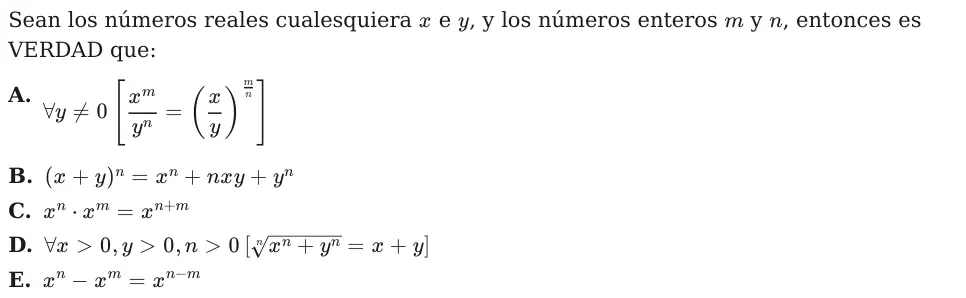 Sean los números reales cualesquiera x e y, y los números enteros m y n, entonces es
VERDAD que:
A. ∀y ≠ 0 [x^m / y^n = (x/y)^(m/n)]
B. (x + y)^n = x^n + nxy + y^n
C. x^n · x^m = x^(n+m)
D. ∀x > 0, y > 0, n > 0 [ⁿ√(x^n + y^n) = x + y]
E. x^n − x^m = x^(n−m)